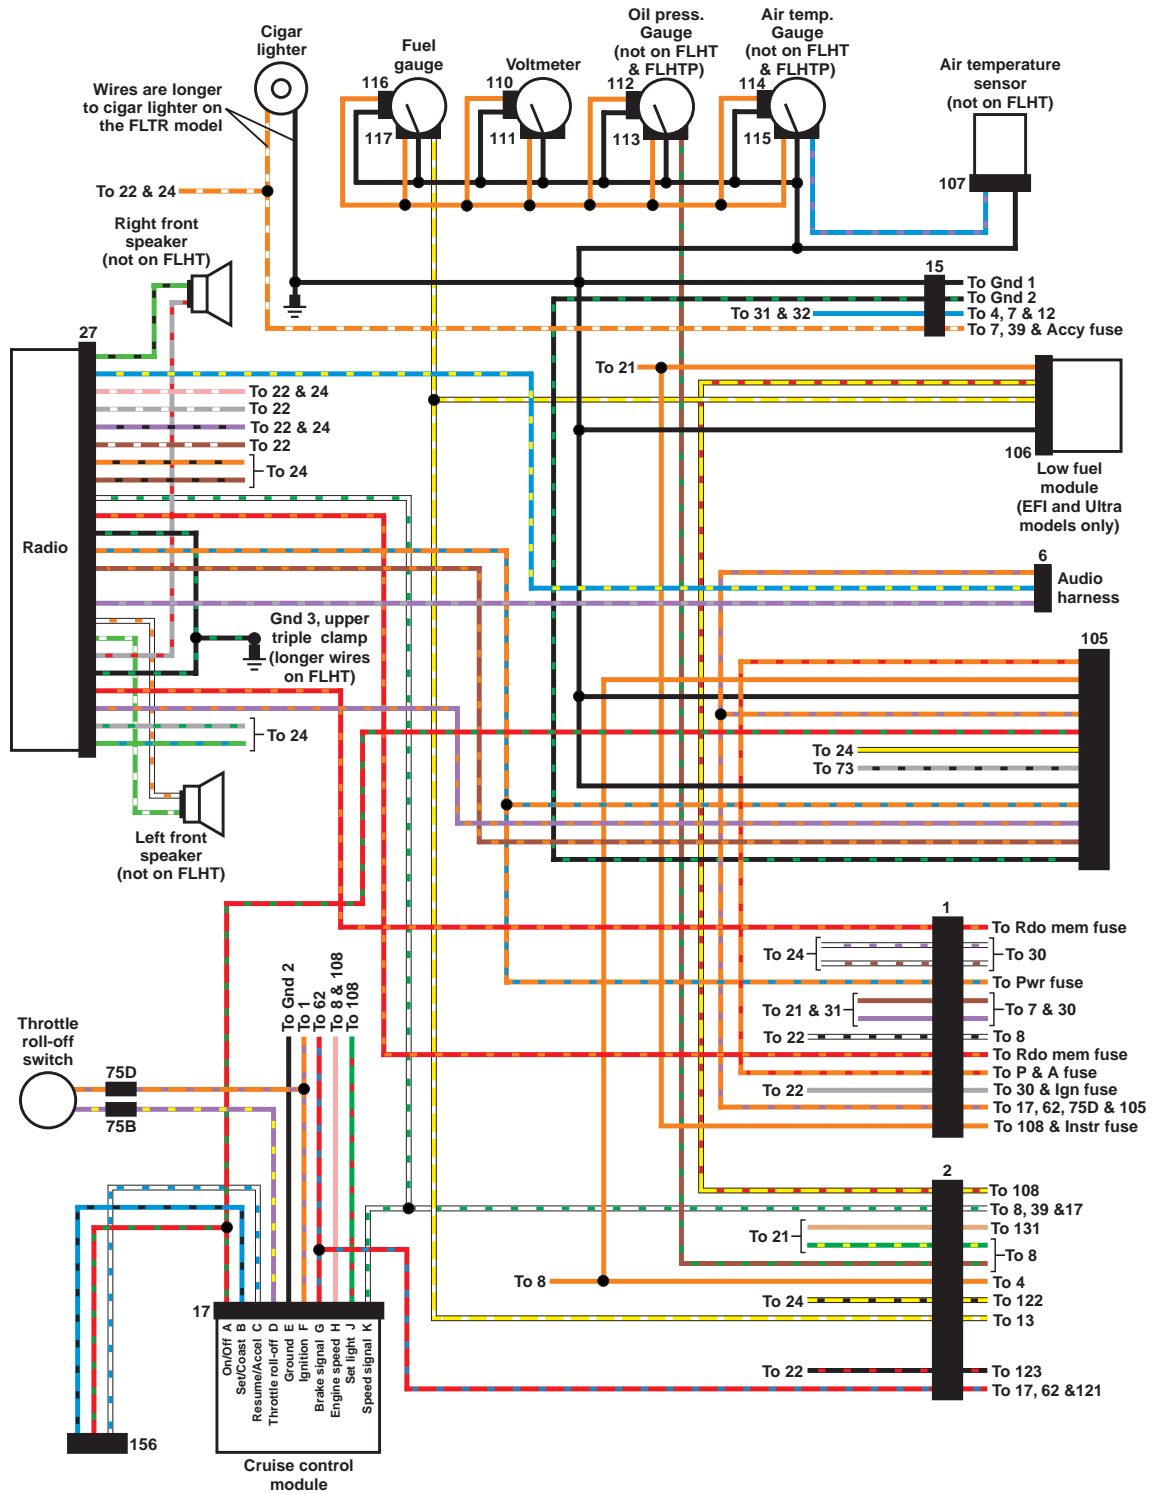 Cigar
lighter
Fuel
gauge
Voltmeter
Oil press.
Gauge
(not on FLHT
& FLHTP)
Air temp.
Gauge
(not on FLHT
& FLHTP)
Air temperature
sensor
(not on FLHT)
Wires are longer
to cigar lighter on
the FLTR model
116
117
110
111
112
113
114
115
107
To 22 & 24
Right front
speaker
(not on FLHT)
15
To Gnd 1
To Gnd 2
To 31 & 32
To 4, 7 & 12
To 7, 39 & Accy fuse
27
Radio
To 22 & 24
To 22
To 22 & 24
To 22
To 24
To 21
106
Low fuel
module
(EFI and Ultra
models only)
6
Audio
harness
Gnd 3, upper
triple clamp
(longer wires
on FLHT)
105
To 24
To 24
To 73
Left front
speaker
(not on FLHT)
1
To Rdo mem fuse
To 24
To 30
To Pwr fuse
To 21 & 31
To 7 & 30
To 22
To 8
To Rdo mem fuse
To P & A fuse
To 22
To 30 & Ign fuse
To 17, 62, 75D & 105
To 108 & Instr fuse
To Gnd 2
To 1
To 62
To 8 & 108
To 108
Throttle
roll-off
switch
75D
75B
2
To 108
To 8, 39 &17
To 131
To 21
To 8
To 8
To 4
To 24
To 122
To 13
To 22
To 123
To 17, 62 &121
17
On/Off A
Set/Coast B
Resume/Accel C
Throttle roll-off D
Ground E
Ignition F
Brake signal G
Engine speed H
Set light J
Speed signal K
156
Cruise control
module